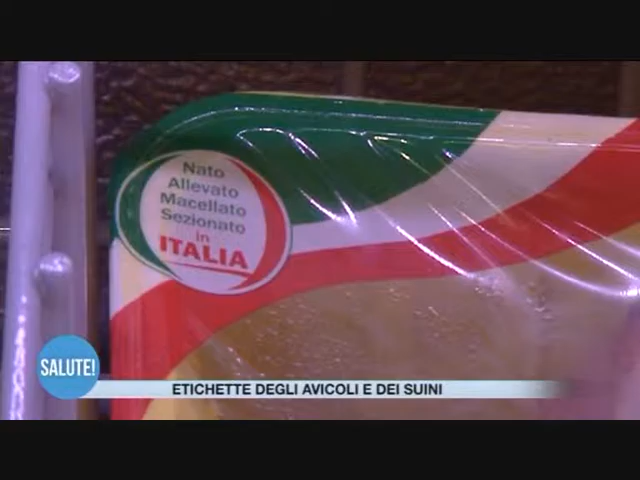 Nato
Allevato
Macellato
Sezionato
in
ITALIA
SALUTE!
ETICHETTE DEGLI AVICOLI E DEI SUINI